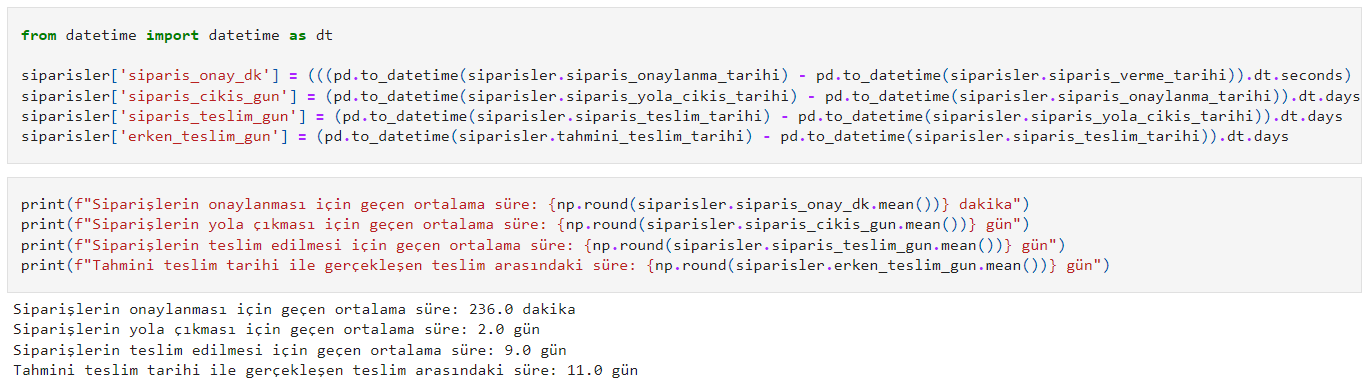 from datetime import datetime as dt
siparisler['siparis_onay_dk'] = (((pd.to_datetime(siparisler.siparis_onaylanma_tarihi) - pd.to_datetime(siparisler.siparis_verme_tarihi)).dt.seconds)
siparisler['siparis_cikis_gun'] = (pd.to_datetime(siparisler.siparis_yola_cikis_tarihi) - pd.to_datetime(siparisler.siparis_onaylanma_tarihi)).dt.days
siparisler['siparis_teslim_gun'] = (pd.to_datetime(siparisler.siparis_teslim_tarihi) - pd.to_datetime(siparisler.siparis_yola_cikis_tarihi)).dt.days
siparisler['erken_teslim_gun'] = (pd.to_datetime(siparisler.tahmini_teslim_tarihi) - pd.to_datetime(siparisler.siparis_teslim_tarihi)).dt.days
print(f"Siparişlerin onaylanması için geçen ortalama süre: {np.round(siparisler.siparis_onay_dk.mean())} dakika")
print(f"Siparişlerin yola çıkması için geçen ortalama süre: {np.round(siparisler.siparis_cikis_gun.mean())} gün")
print(f"Siparişlerin teslim edilmesi için geçen ortalama süre: {np.round(siparisler.siparis_teslim_gun.mean())} gün")
print(f"Tahmini teslim tarihi ile gerçekleşen teslim arasındaki süre: {np.round(siparisler.erken_teslim_gun.mean())} gün")
Siparişlerin onaylanması için geçen ortalama süre: 236.0 dakika
Siparişlerin yola çıkması için geçen ortalama süre: 2.0 gün
Siparişlerin teslim edilmesi için geçen ortalama süre: 9.0 gün
Tahmini teslim tarihi ile gerçekleşen teslim arasındaki süre: 11.0 gün